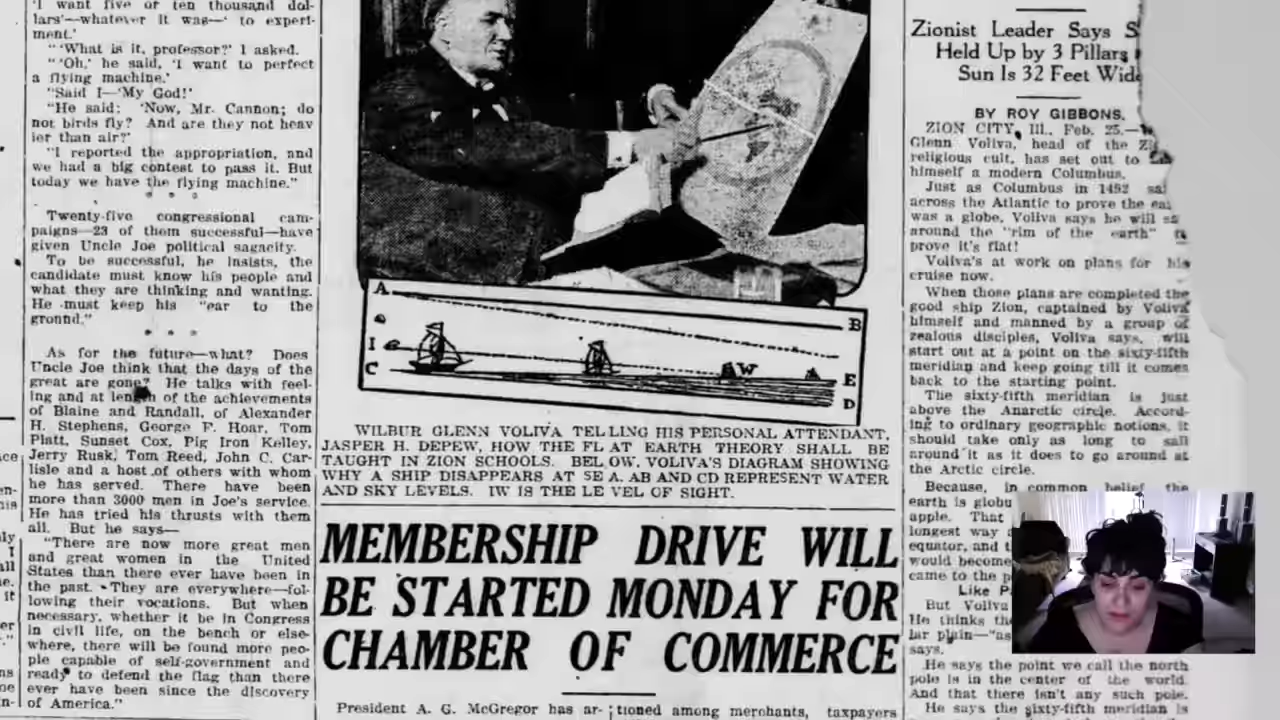 'I want five or ten thousand dol-
lars'—whatever it was—' to experi-
ment.'
"'What is it, professor?' I asked.
"'Oh,' he said, 'I want to perfect
a flying machine.'
"Said I—'My God!'
"He said: 'Now, Mr. Cannon; do
not birds fly? And are they not heav
ier than air?'
"I reported the appropriation, and
we had a big contest to pass it. But
today we have the flying machine."
* * *
Twenty-five congressional cam-
paigns—23 of them successful—have
given Uncle Joe political sagacity.
To be successful, he insists, the
candidate must know his people and
what they are thinking and wanting.
He must keep his "ear to the
ground."
* * *
As for the future—what? Does
Uncle Joe think that the days of the
great are gone? He talks with feel-
ing and at length of the achievements
of Blaine and Randall, of Alexander
H. Stephens, George F. Hoar, Tom
Platt, Sunset Cox, Pig Iron Kelley,
Jerry Rusk, Tom Reed, John C. Car-
lisle and a host of others with whom
he has served. There have been
more than 3000 men in Joe's service.
He has tried his thrusts with them
all. But he says—
"There are now more great men
and great women in the United
States than there ever have been in
the past. They are everywhere—fol-
lowing their vocations. But when
necessary, whether it be in Congress
in civil life, on the bench or else-
where, there will be found more peo-
ple capable of self-government and
ready to defend the flag than there
ever have been since the discovery
of America."
A
B
I
W
C
E
D
WILBUR GLENN VOLIVA TELLING HIS PERSONAL ATTENDANT,
JASPER H. DEPEW, HOW THE FLAT EARTH THEORY SHALL BE
TAUGHT IN ZION SCHOOLS. BELOW, VOLIVA'S DIAGRAM SHOWING
WHY A SHIP DISAPPEARS AT SEA. AB AND CD REPRESENT WATER
AND SKY LEVELS. IW IS THE LEVEL OF SIGHT.
MEMBERSHIP DRIVE WILL
BE STARTED MONDAY FOR
CHAMBER OF COMMERCE
President A. G. McGregor has ar-
tioned among merchants, taxpayers
Zionist Leader Says S
Held Up by 3 Pillars
Sun Is 32 Feet Wide
BY ROY GIBBONS.
ZION CITY, Ill., Feb. 25.—
Glenn Voliva, head of the Zi
religious cult, has set out to
himself a modern Columbus.
Just as Columbus in 1492 sai
across the Atlantic to prove the ea
was a globe, Voliva says he will sa
around the "rim of the earth" to
prove it's flat!
Voliva's at work on plans for his
cruise now.
When those plans are completed the
good ship Zion, captained by Voliva
himself and manned by a group of
zealous disciples, Voliva says, will
start out at a point on the sixty-fifth
meridian and keep going till it comes
back to the starting point.
The sixty-fifth meridian is just
above the Anarctic circle. Accord-
ing to ordinary geographic notions, it
should take only as long to sail
around it as it does to go around at
the Arctic circle.
Because, in common belief the
earth is globu
apple. That
longest way
equator, and t
would become
came to the p
Like P
But Voliva
He thinks the
lar plain—"as
says.
He says the point we call the north
pole is in the center of the world.
And that there isn't any such pole.
He says the sixty-fifth meridian is